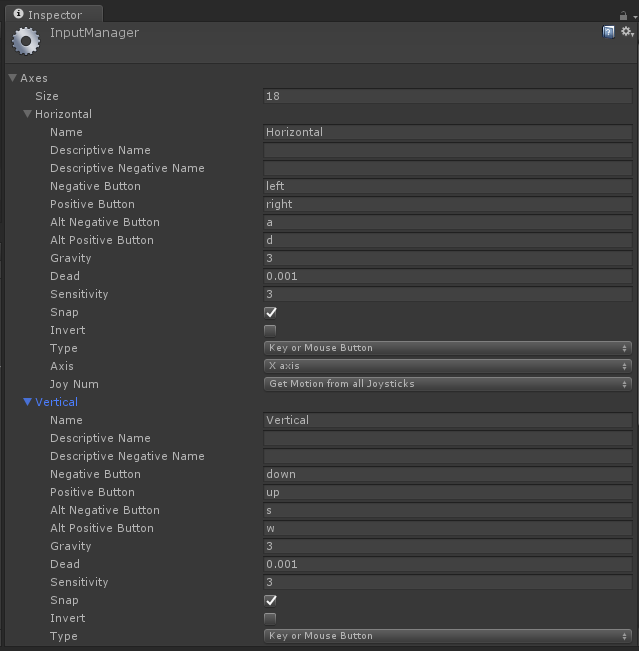 Inspector
InputManager
Axes
Size 18
Horizontal
Name Horizontal
Descriptive Name
Descriptive Negative Name
Negative Button left
Positive Button right
Alt Negative Button a
Alt Positive Button d
Gravity 3
Dead 0.001
Sensitivity 3
Snap
Invert
Type Key or Mouse Button
Axis X axis
Joy Num Get Motion from all Joysticks
Vertical
Name Vertical
Descriptive Name
Descriptive Negative Name
Negative Button down
Positive Button up
Alt Negative Button s
Alt Positive Button w
Gravity 3
Dead 0.001
Sensitivity 3
Snap
Invert
Type Key or Mouse Button